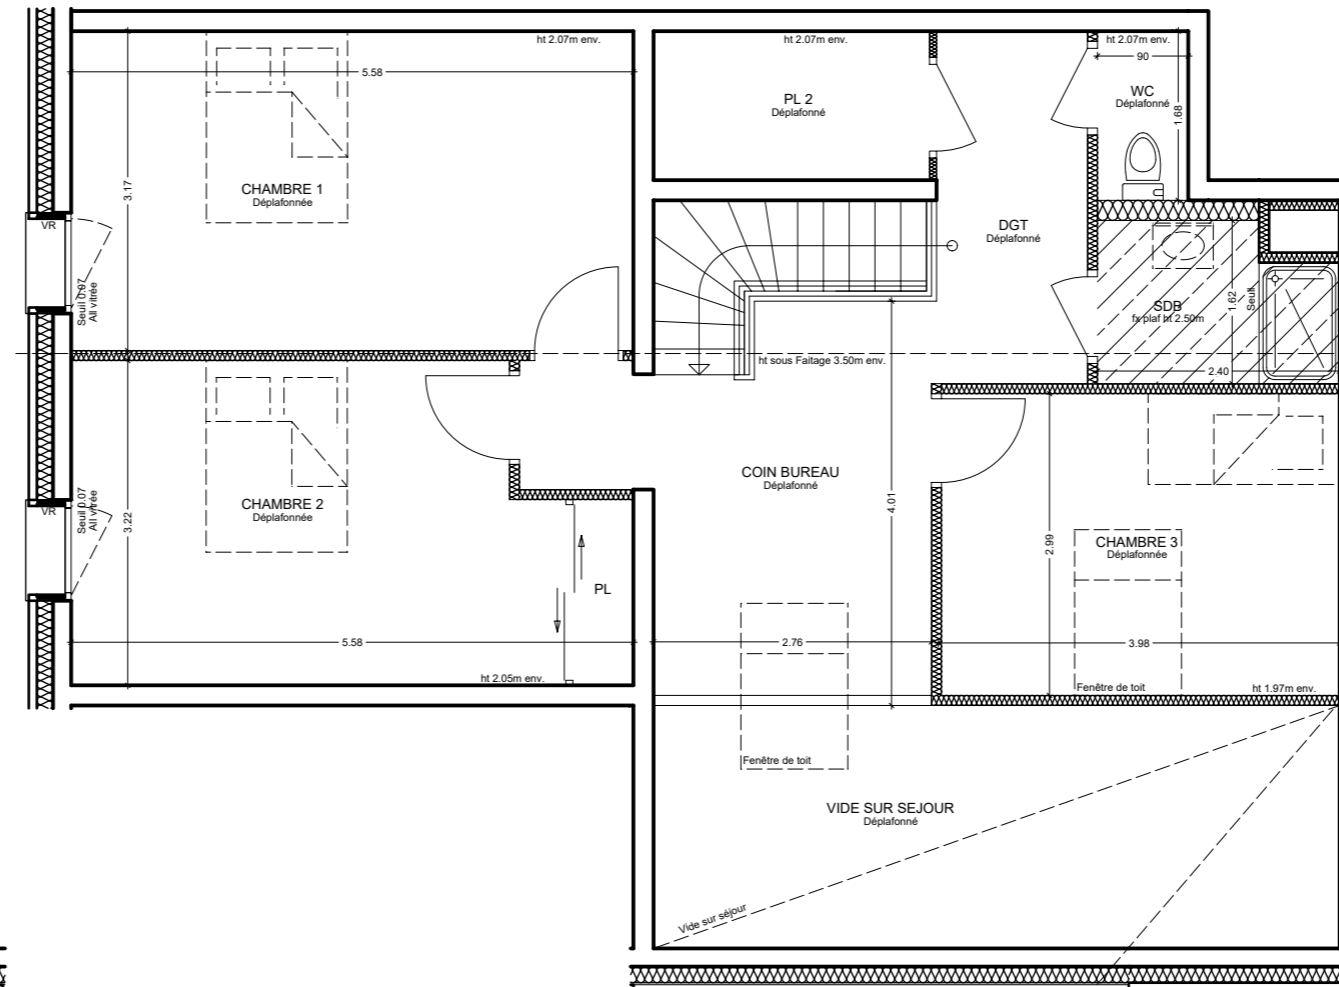 ht 2.07m env.
ht 2.07m env.
ht 2.07m env.
5.58
90
PL 2
Déplafonné
WC
Déplafonné
1.68
CHAMBRE 1
Déplafonnée
3.17
VR
Seuil 0.07
All vitrée
DGT
Déplafonné
SDB
fx plaf ht 2.50m
1.62
Seuil
2.40
ht sous Faitage 3.50m env.
CHAMBRE 2
Déplafonnée
3.22
VR
Seuil 0.07
All vitrée
COIN BUREAU
Déplafonné
4.01
CHAMBRE 3
Déplafonnée
2.99
PL
5.58
2.76
3.98
ht 2.05m env.
Fenêtre de toit
ht 1.97m env.
Fenêtre de toit
VIDE SUR SEJOUR
Déplafonné
Vide sur séjour